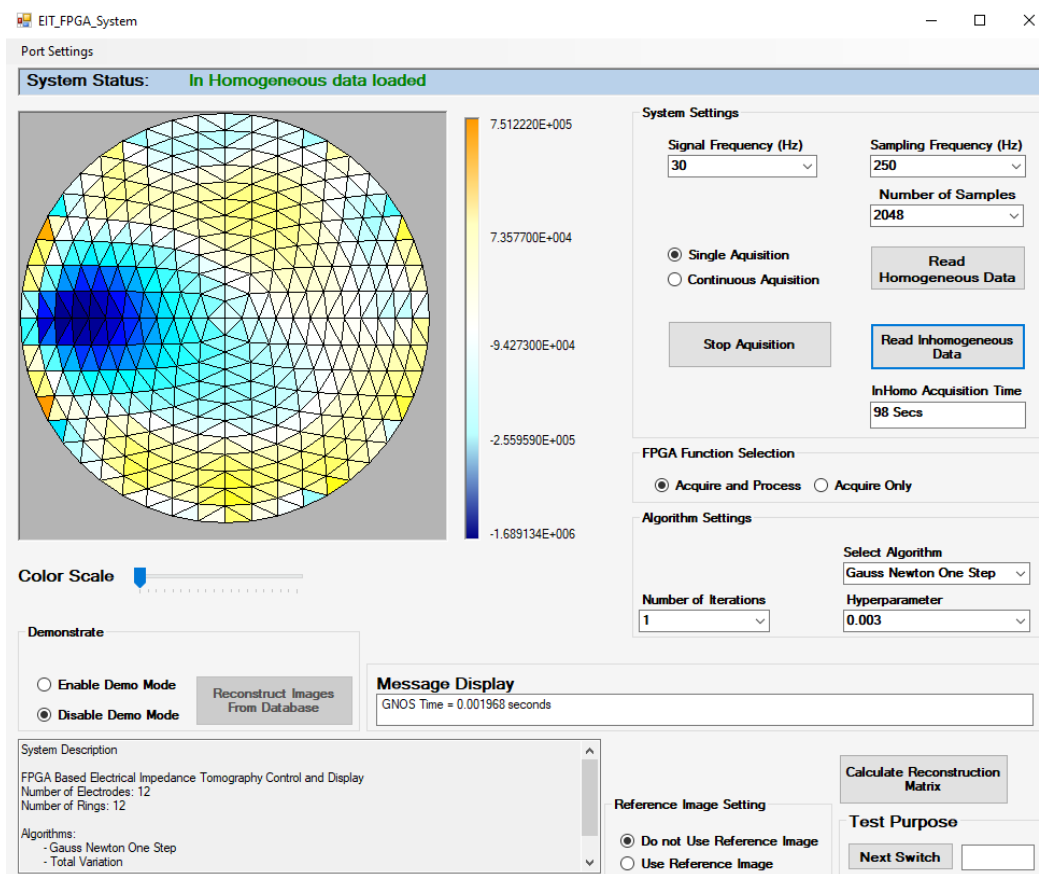 EIT_FPGA_System
Port Settings
System Status: In Homogeneous data loaded
7.512220E+005
7.357700E+004
-9.427300E+004
-2.559590E+005
-1.689134E+006
System Settings
Signal Frequency (Hz)
Sampling Frequency (Hz)
30
250
Number of Samples
2048
Single Aquisition
Continuous Aquisition
Read
Homogeneous Data
Stop Aquisition
Read Inhomogeneous
Data
InHomo Acquisition Time
98 Secs
FPGA Function Selection
Acquire and Process
Acquire Only
Algorithm Settings
Select Algorithm
Gauss Newton One Step
Number of Iterations
Hyperparameter
1
0.003
Color Scale
Demonstrate
Enable Demo Mode
Disable Demo Mode
Reconstruct Images
From Database
Message Display
GNOS Time = 0.001968 seconds
System Description
FPGA Based Electrical Impedance Tomography Control and Display
Number of Electrodes: 12
Number of Rings: 12
Algorithms:
- Gauss Newton One Step
- Total Variation
Reference Image Setting
Do not Use Reference Image
Use Reference Image
Calculate Reconstruction
Matrix
Test Purpose
Next Switch